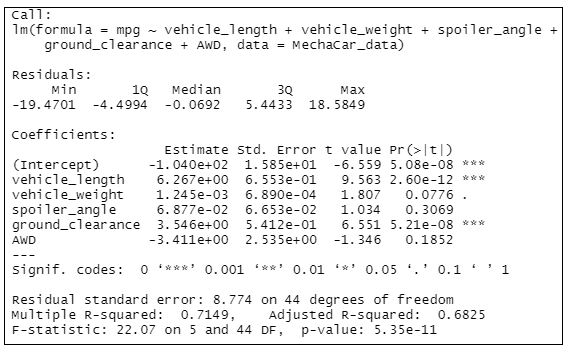 Call:
lm(formula = mpg ~ vehicle_length + vehicle_weight + spoiler_angle +
    ground_clearance + AWD, data = MechaCar_data)
Residuals:
     Min       1Q   Median       3Q      Max
-19.4701  -4.4994  -0.0692   5.4433  18.5849
Coefficients:
                   Estimate Std. Error t value Pr(>|t|)
(Intercept)      -1.040e+02  1.585e+01  -6.559 5.08e-08 ***
vehicle_length    6.267e+00  6.553e-01   9.563 2.60e-12 ***
vehicle_weight    1.245e-03  6.890e-04   1.807   0.0776 .
spoiler_angle     6.877e-02  6.653e-02   1.034   0.3069
ground_clearance  3.546e+00  5.412e-01   6.551 5.21e-08 ***
AWD              -3.411e+00  2.535e+00  -1.346   0.1852
---
Signif. codes:  0 ‘***’ 0.001 ‘**’ 0.01 ‘*’ 0.05 ‘.’ 0.1 ‘ ’ 1
Residual standard error: 8.774 on 44 degrees of freedom
Multiple R-squared:  0.7149,    Adjusted R-squared:  0.6825
F-statistic: 22.07 on 5 and 44 DF,  p-value: 5.35e-11